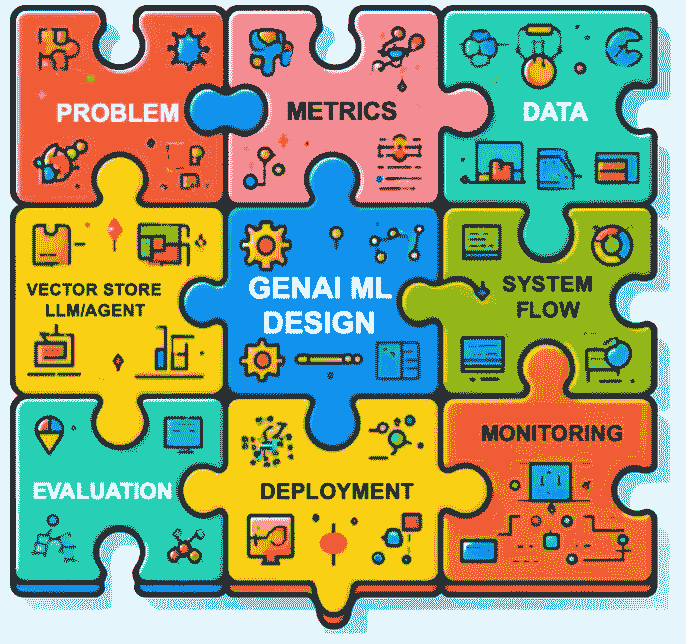 PROBLEM
METRICS
DATA
VECTOR STORE
LLM/AGENT
GENAI ML
DESIGN
SYSTEM
FLOW
EVALUATION
DEPLOYMENT
MONITORING